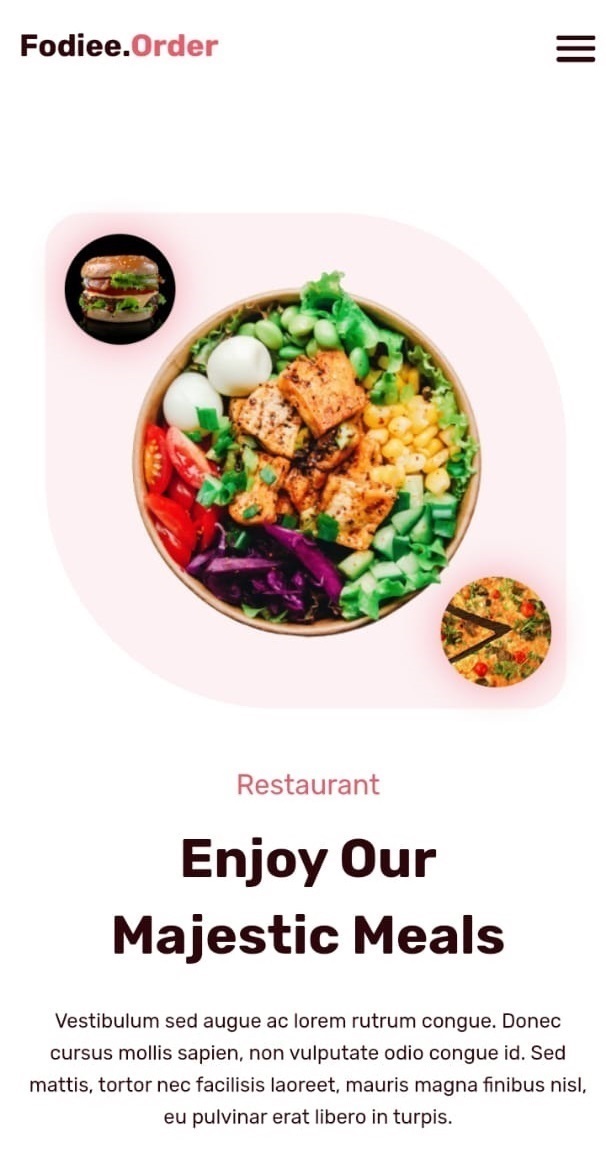 Fodiee.Order
Restaurant
Enjoy Our
Majestic Meals
Vestibulum sed augue ac lorem rutrum congue. Donec
cursus mollis sapien, non vulputate odio congue id. Sed
mattis, tortor nec facilisis laoreet, mauris magna finibus nisl,
eu pulvinar erat libero in turpis.